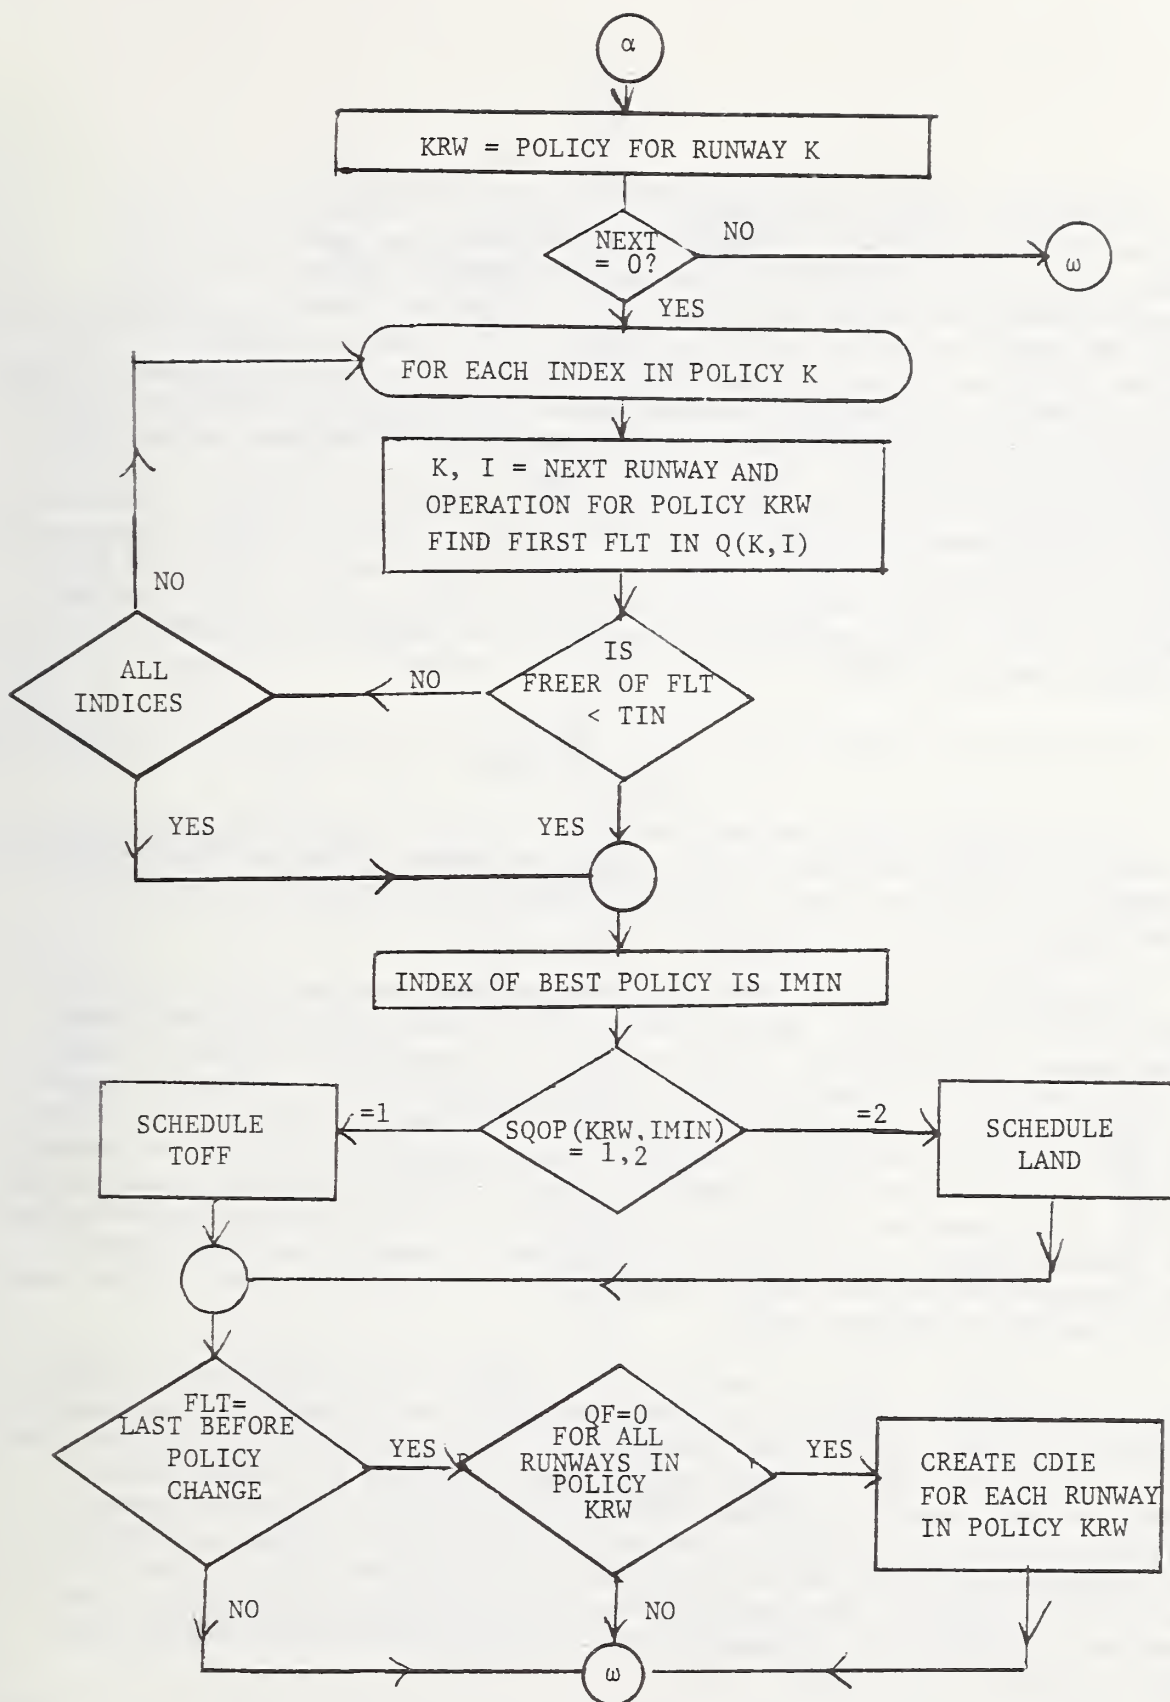 α
KRW = POLICY FOR RUNWAY K
NEXT
= 0?
NO
ω
YES
FOR EACH INDEX IN POLICY K
K, I = NEXT RUNWAY AND
OPERATION FOR POLICY KRW
FIND FIRST FLT IN Q(K,I)
NO
ALL
INDICES
NO
IS
FREER OF FLT
< TIN
YES
YES
INDEX OF BEST POLICY IS IMIN
SCHEDULE
TOFF
=1
SQOP(KRW,IMIN)
= 1,2
=2
SCHEDULE
LAND
FLT=
LAST BEFORE
POLICY
CHANGE
YES
QF=0
FOR ALL
RUNWAYS IN
POLICY
KRW
YES
CREATE CDIE
FOR EACH RUNWAY
IN POLICY KRW
NO
NO
ω